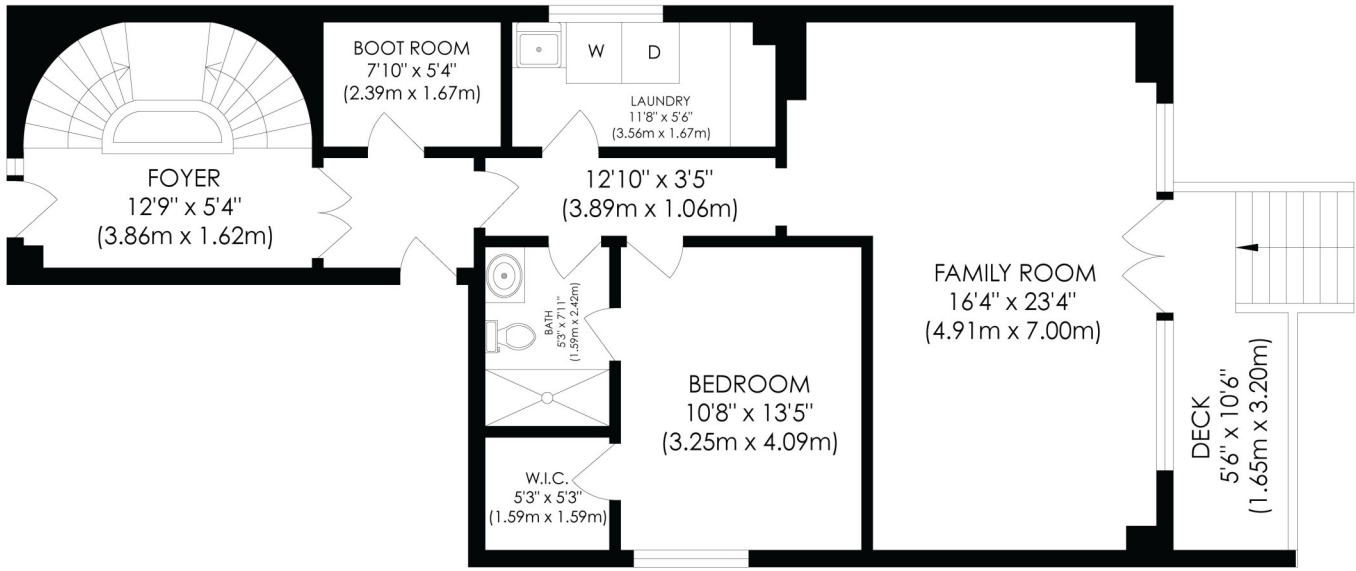 BOOT ROOM
7'10" x 5'4"
(2.39m x 1.67m)
W
D
LAUNDRY
11'8" x 5'6"
(3.56m x 1.67m)
FOYER
12'9" x 5'4"
(3.86m x 1.62m)
12'10" x 3'5"
(3.89m x 1.06m)
FAMILY ROOM
16'4" x 23'4"
(4.91m x 7.00m)
BATH
5'3" x 7'11"
(1.59m x 2.42m)
BEDROOM
10'8" x 13'5"
(3.25m x 4.09m)
DECK
5'6" x 10'6"
(1.65m x 3.20m)
W.I.C.
5'3" x 5'3"
(1.59m x 1.59m)